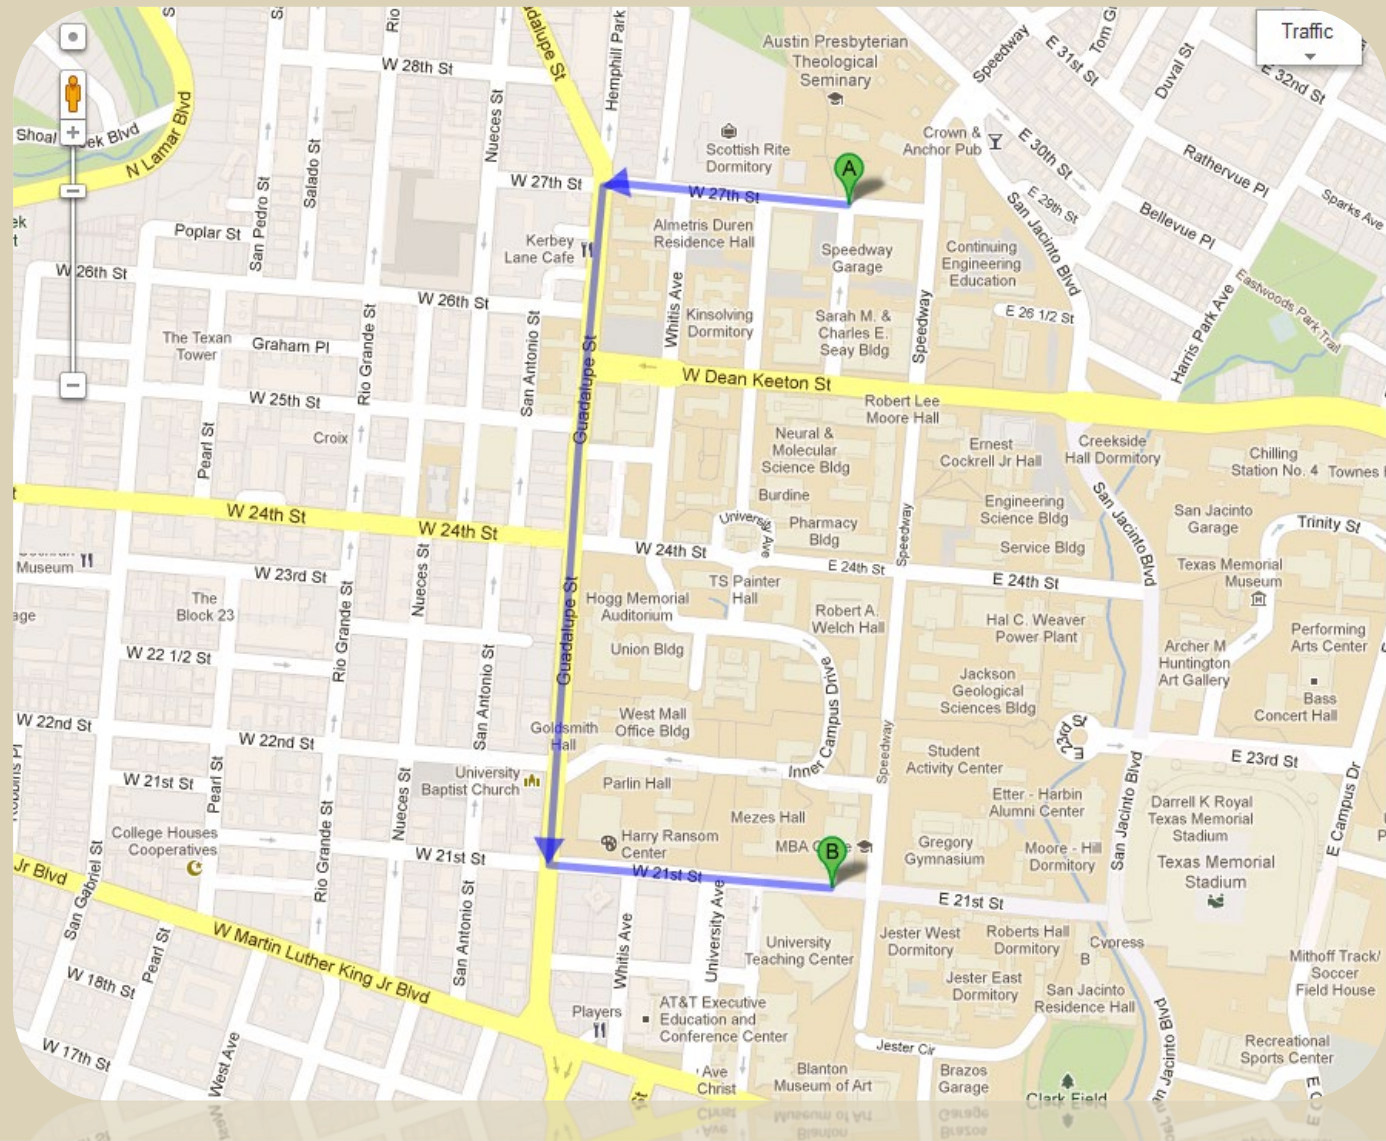 Traffic
Austin Presbyterian
Theological
Seminary
Speedway
E 31st St
Duval St
E 32nd St
W 28th St
Hemphill Park
Nueces St
Salado St
San Pedro St
N Lamar Blvd
Scottish Rite
Dormitory
Crown &
Anchor Pub
E 30th St
Rathervue Pl
E 29th St
Bellevue Pl
Sparks Ave
A
W 27th St
W 27th St
San Jacinto Blvd
Poplar St
Kerbey
Lane Cafe
Almetris Duren
Residence Hall
Speedway
Garage
Continuing
Engineering
Education
Eastwoods Park Trail
W 26th St
W 26th St
Whitis Ave
Kinsolving
Dormitory
Sarah M. &
Charles E.
Seay Bldg
Speedway
E 26 1/2 St
Harris Park Ave
The Texan
Tower
Graham Pl
Rio Grande St
San Antonio St
Guadalupe St
W Dean Keeton St
W 25th St
Robert Lee
Moore Hall
Croix
Pearl St
Neural &
Molecular
Science Bldg
Ernest
Cockrell Jr Hall
Creekside
Hall Dormitory
Chilling
Station No. 4
Burdine
University Ave
Pharmacy
Bldg
Engineering
Science Bldg
San Jacinto Blvd
San Jacinto
Garage
Trinity St
W 24th St
W 24th St
W 24th St
Speedway
Service Bldg
E 24th St
E 24th St
Museum
W 23rd St
Nueces St
The
Block 23
Rio Grande St
Guadalupe St
Hogg Memorial
Auditorium
TS Painter
Hall
Robert A.
Welch Hall
Hal C. Weaver
Power Plant
Texas Memorial
Museum
Performing
Arts Center
W 22 1/2 St
San Antonio St
Union Bldg
Inner Campus Drive
Jackson
Geological
Sciences Bldg
Archer M
Huntington
Art Gallery
Bass
Concert Hall
W 22nd St
W 22nd St
Goldsmith
Hall
West Mall
Office Bldg
Speedway
Student
Activity Center
E 23rd St
E 23rd St
W 21st St
Pearl St
Nueces St
University
Baptist Church
Parlin Hall
Etter - Harbin
Alumni Center
San Jacinto Blvd
Darrell K Royal
Texas Memorial
Stadium
E Campus Dr
College Houses
Cooperatives
Rio Grande St
W 21st St
Harry Ransom
Center
Mezes Hall
MBA
B
Gregory
Gymnasium
Moore - Hill
Dormitory
Texas Memorial
Stadium
Jr Blvd
San Gabriel St
W 21st St
E 21st St
W Martin Luther King Jr Blvd
San Antonio St
Whitis Ave
University Ave
University
Teaching Center
Jester West
Dormitory
Roberts Hall
Dormitory
Cypress
B
Mithoff Track/
Soccer
Field House
W 18th St
Pearl St
Players
AT&T Executive
Education and
Conference Center
Jester East
Dormitory
San Jacinto
Residence Hall
W 17th St
West Ave
Jester Cir
Recreational
Sports Center
Ave
Christ
Blanton
Museum of Art
Brazos
Garage
Clark Field